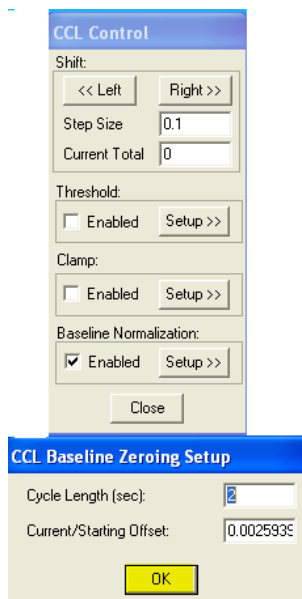 CCL Control
Shift:
<< Left Right >>
Step Size 0.1
Current Total 0
Threshold:
Enabled Setup >>
Clamp:
Enabled Setup >>
Baseline Normalization:
Enabled Setup >>
Close
CCL Baseline Zeroing Setup
Cycle Length (sec): 2
Current/Starting Offset: 0.0025939
OK